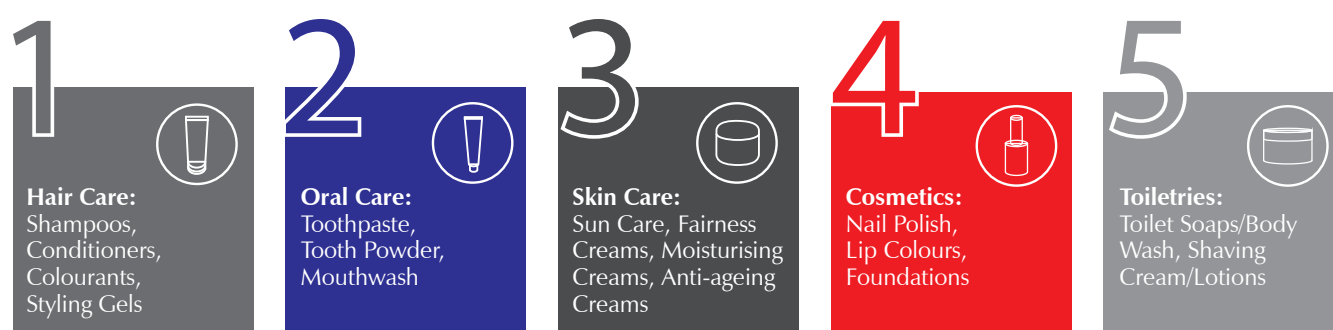 1
Hair Care:
Shampoos,
Conditioners,
Colourants,
Styling Gels
2
Oral Care:
Toothpaste,
Tooth Powder,
Mouthwash
3
Skin Care:
Sun Care, Fairness
Creams, Moisturising
Creams, Anti-ageing
Creams
4
Cosmetics:
Nail Polish,
Lip Colours,
Foundations
5
Toiletries:
Toilet Soaps/Body
Wash, Shaving
Cream/Lotions